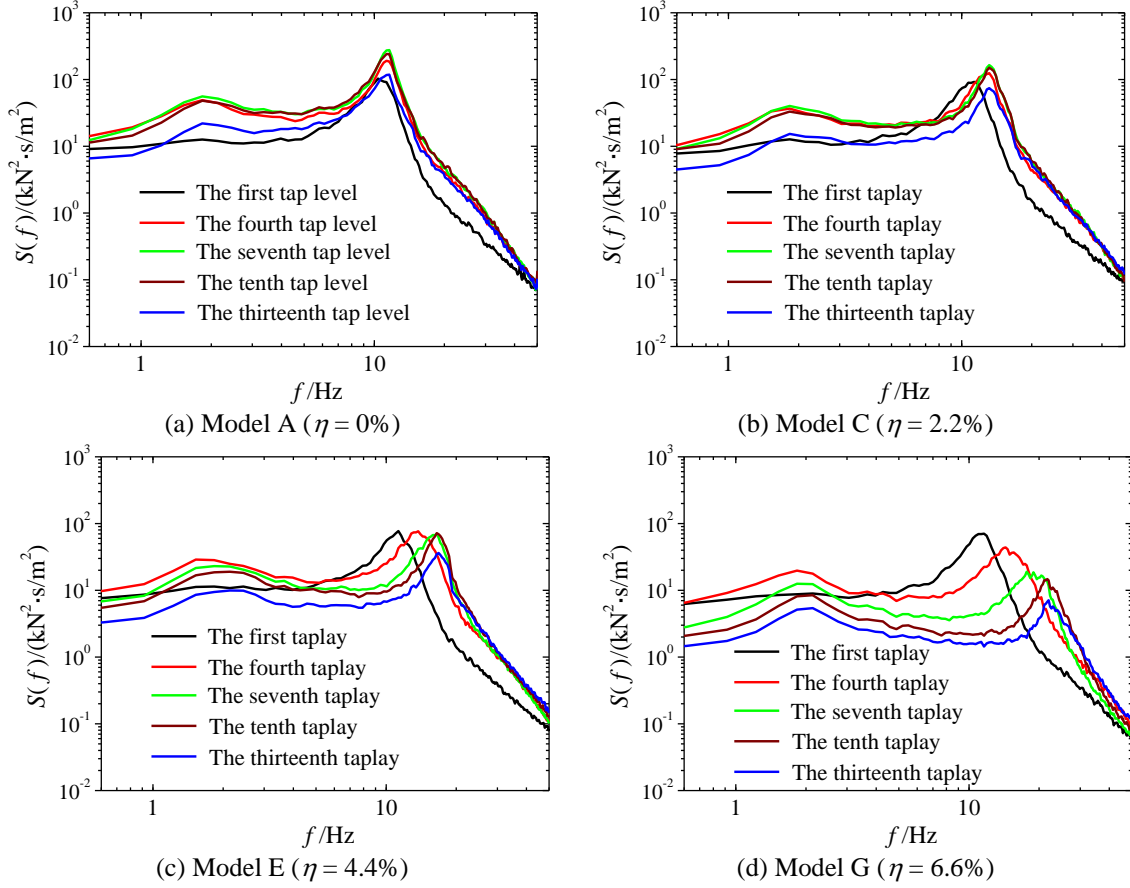 10³
10²
10¹
10⁰
10⁻¹
10⁻²
S(f)/(kN²·s/m²)
The first tap level
The fourth tap level
The seventh tap level
The tenth tap level
The thirteenth tap level
1 10
f/Hz
(a) Model A (η = 0%)
10³
10²
10¹
10⁰
10⁻¹
10⁻²
S(f)/(kN²·s/m²)
The first taplay
The fourth taplay
The seventh taplay
The tenth taplay
The thirteenth taplay
1 10
f/Hz
(b) Model C (η = 2.2%)
10³
10²
10¹
10⁰
10⁻¹
10⁻²
S(f)/(kN²·s/m²)
The first taplay
The fourth taplay
The seventh taplay
The tenth taplay
The thirteenth taplay
1 10
f/Hz
(c) Model E (η = 4.4%)
10³
10²
10¹
10⁰
10⁻¹
10⁻²
S(f)/(kN²·s/m²)
The first taplay
The fourth taplay
The seventh taplay
The tenth taplay
The thirteenth taplay
1 10
f/Hz
(d) Model G (η = 6.6%)